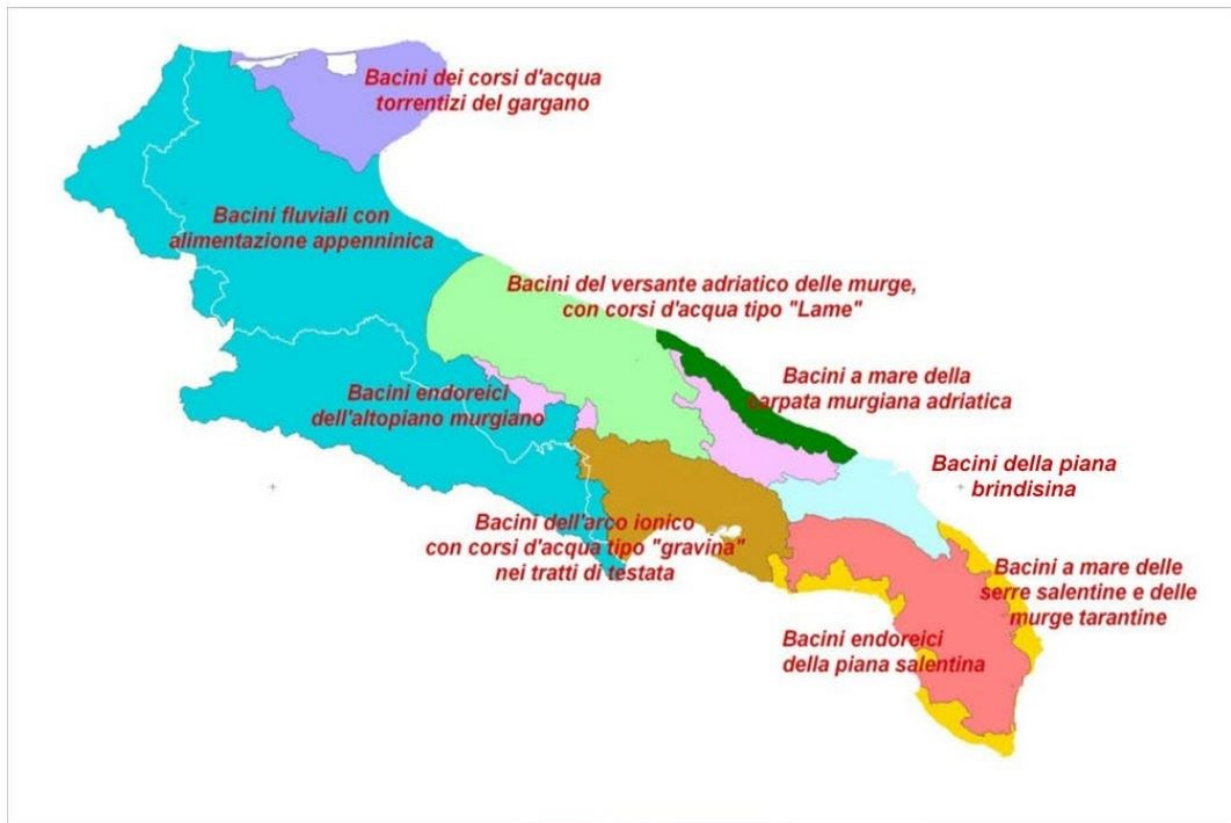 Bacini dei corsi d'acqua
torrentizi del gargano
Bacini fluviali con
alimentazione appenninica
Bacini del versante adriatico delle murge,
con corsi d'acqua tipo "Lame"
Bacini endoreici
dell'altopiano murgiano
Bacini a mare della
carpata murgiana adriatica
Bacini della piana
brindisina
Bacini dell'arco ionico
con corsi d'acqua tipo "gravina"
nei tratti di testata
Bacini a mare delle
serre salentine e delle
murge tarantine
Bacini endoreici
della piana salentina